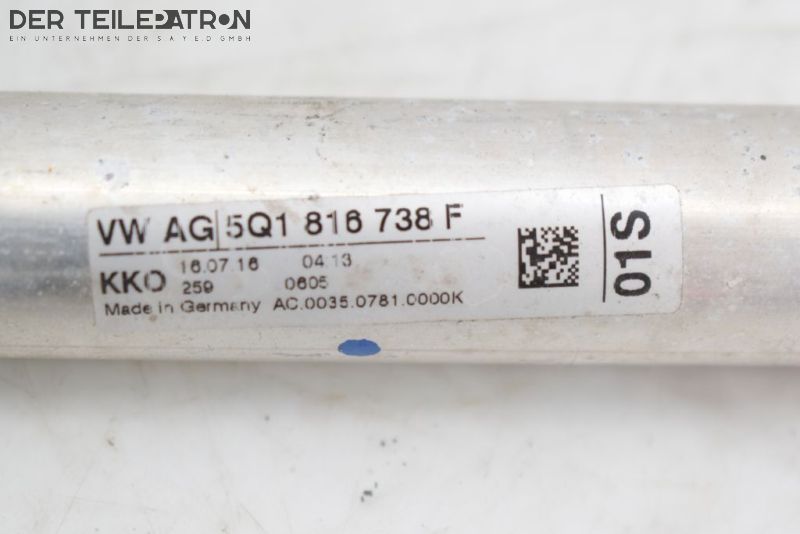 DER TEILEPATRON
EIN UNTERNEHMEN DER S A Y E.D GMBH
VW AG 5Q1 816 738 F
KKO 16.07.16 04:13
259 0605
Made in Germany AC.0035.0781.0000K
01S